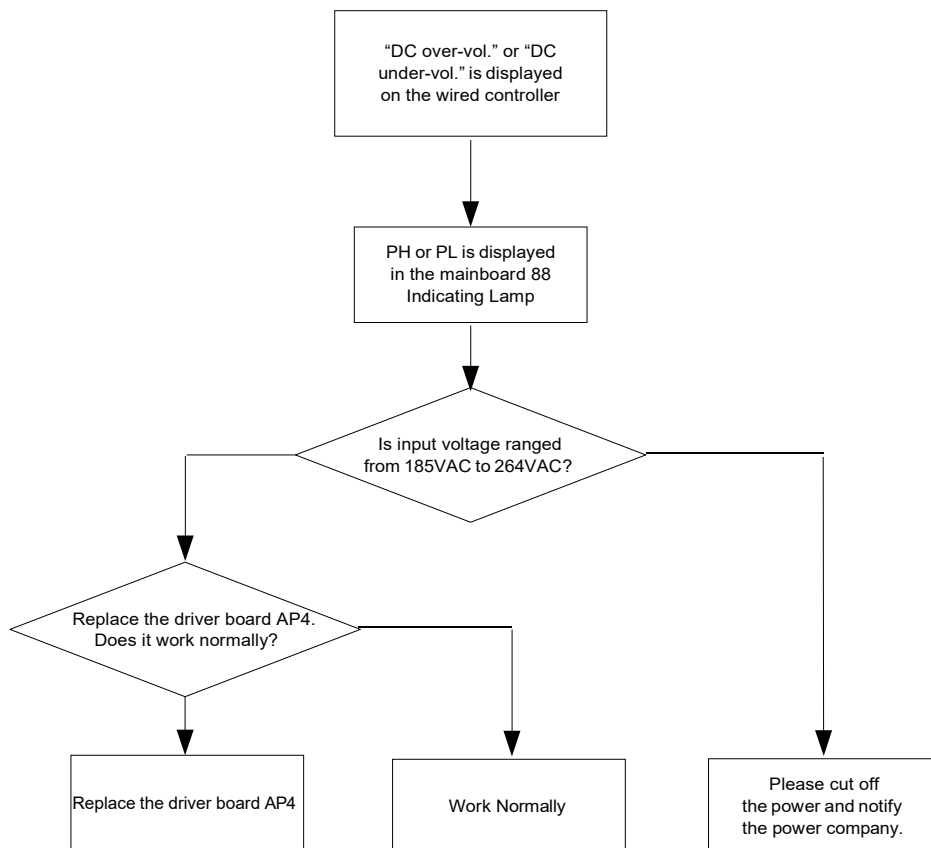 “DC over-vol.” or “DC
under-vol.” is displayed
on the wired controller
PH or PL is displayed
in the mainboard 88
Indicating Lamp
Is input voltage ranged
from 185VAC to 264VAC?
Replace the driver board AP4.
Does it work normally?
Replace the driver board AP4
Work Normally
Please cut off
the power and notify
the power company.